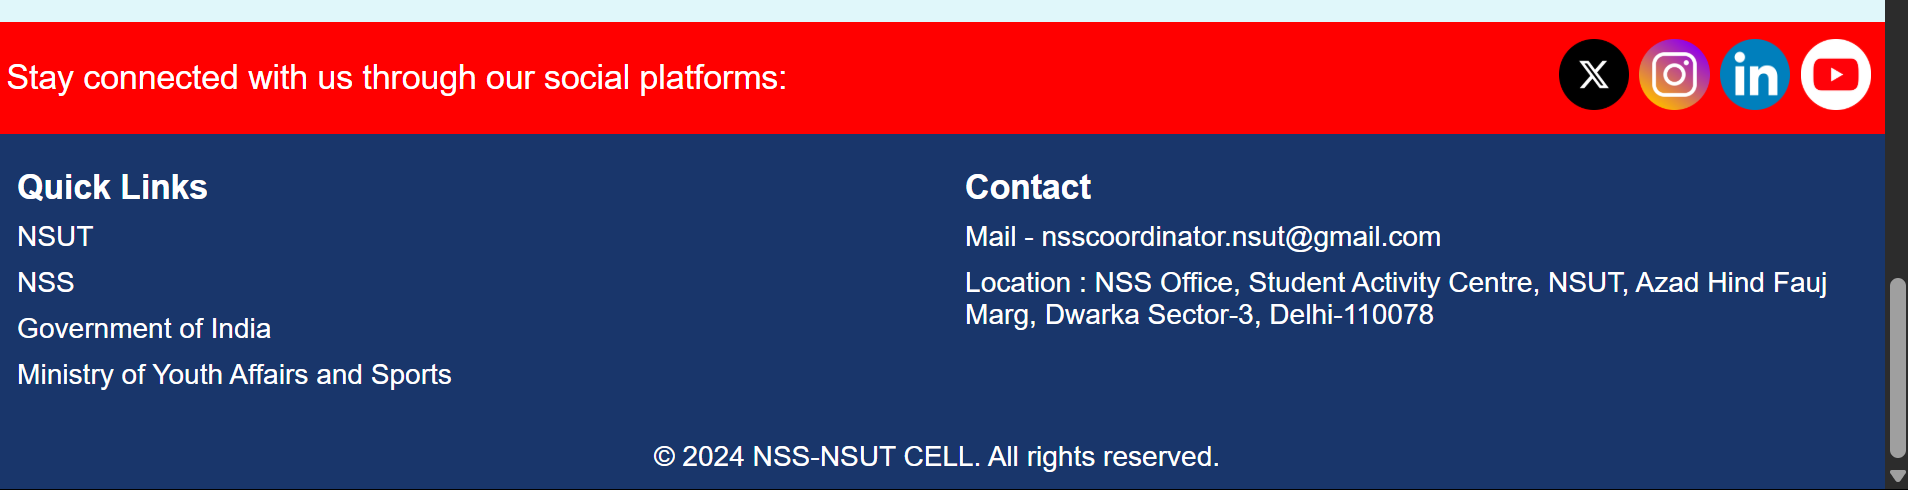 Stay connected with us through our social platforms:
X
in
Quick Links
NSUT
NSS
Government of India
Ministry of Youth Affairs and Sports
Contact
Mail - nsscoordinator.nsut@gmail.com
Location : NSS Office, Student Activity Centre, NSUT, Azad Hind Fauj
Marg, Dwarka Sector-3, Delhi-110078
© 2024 NSS-NSUT CELL. All rights reserved.